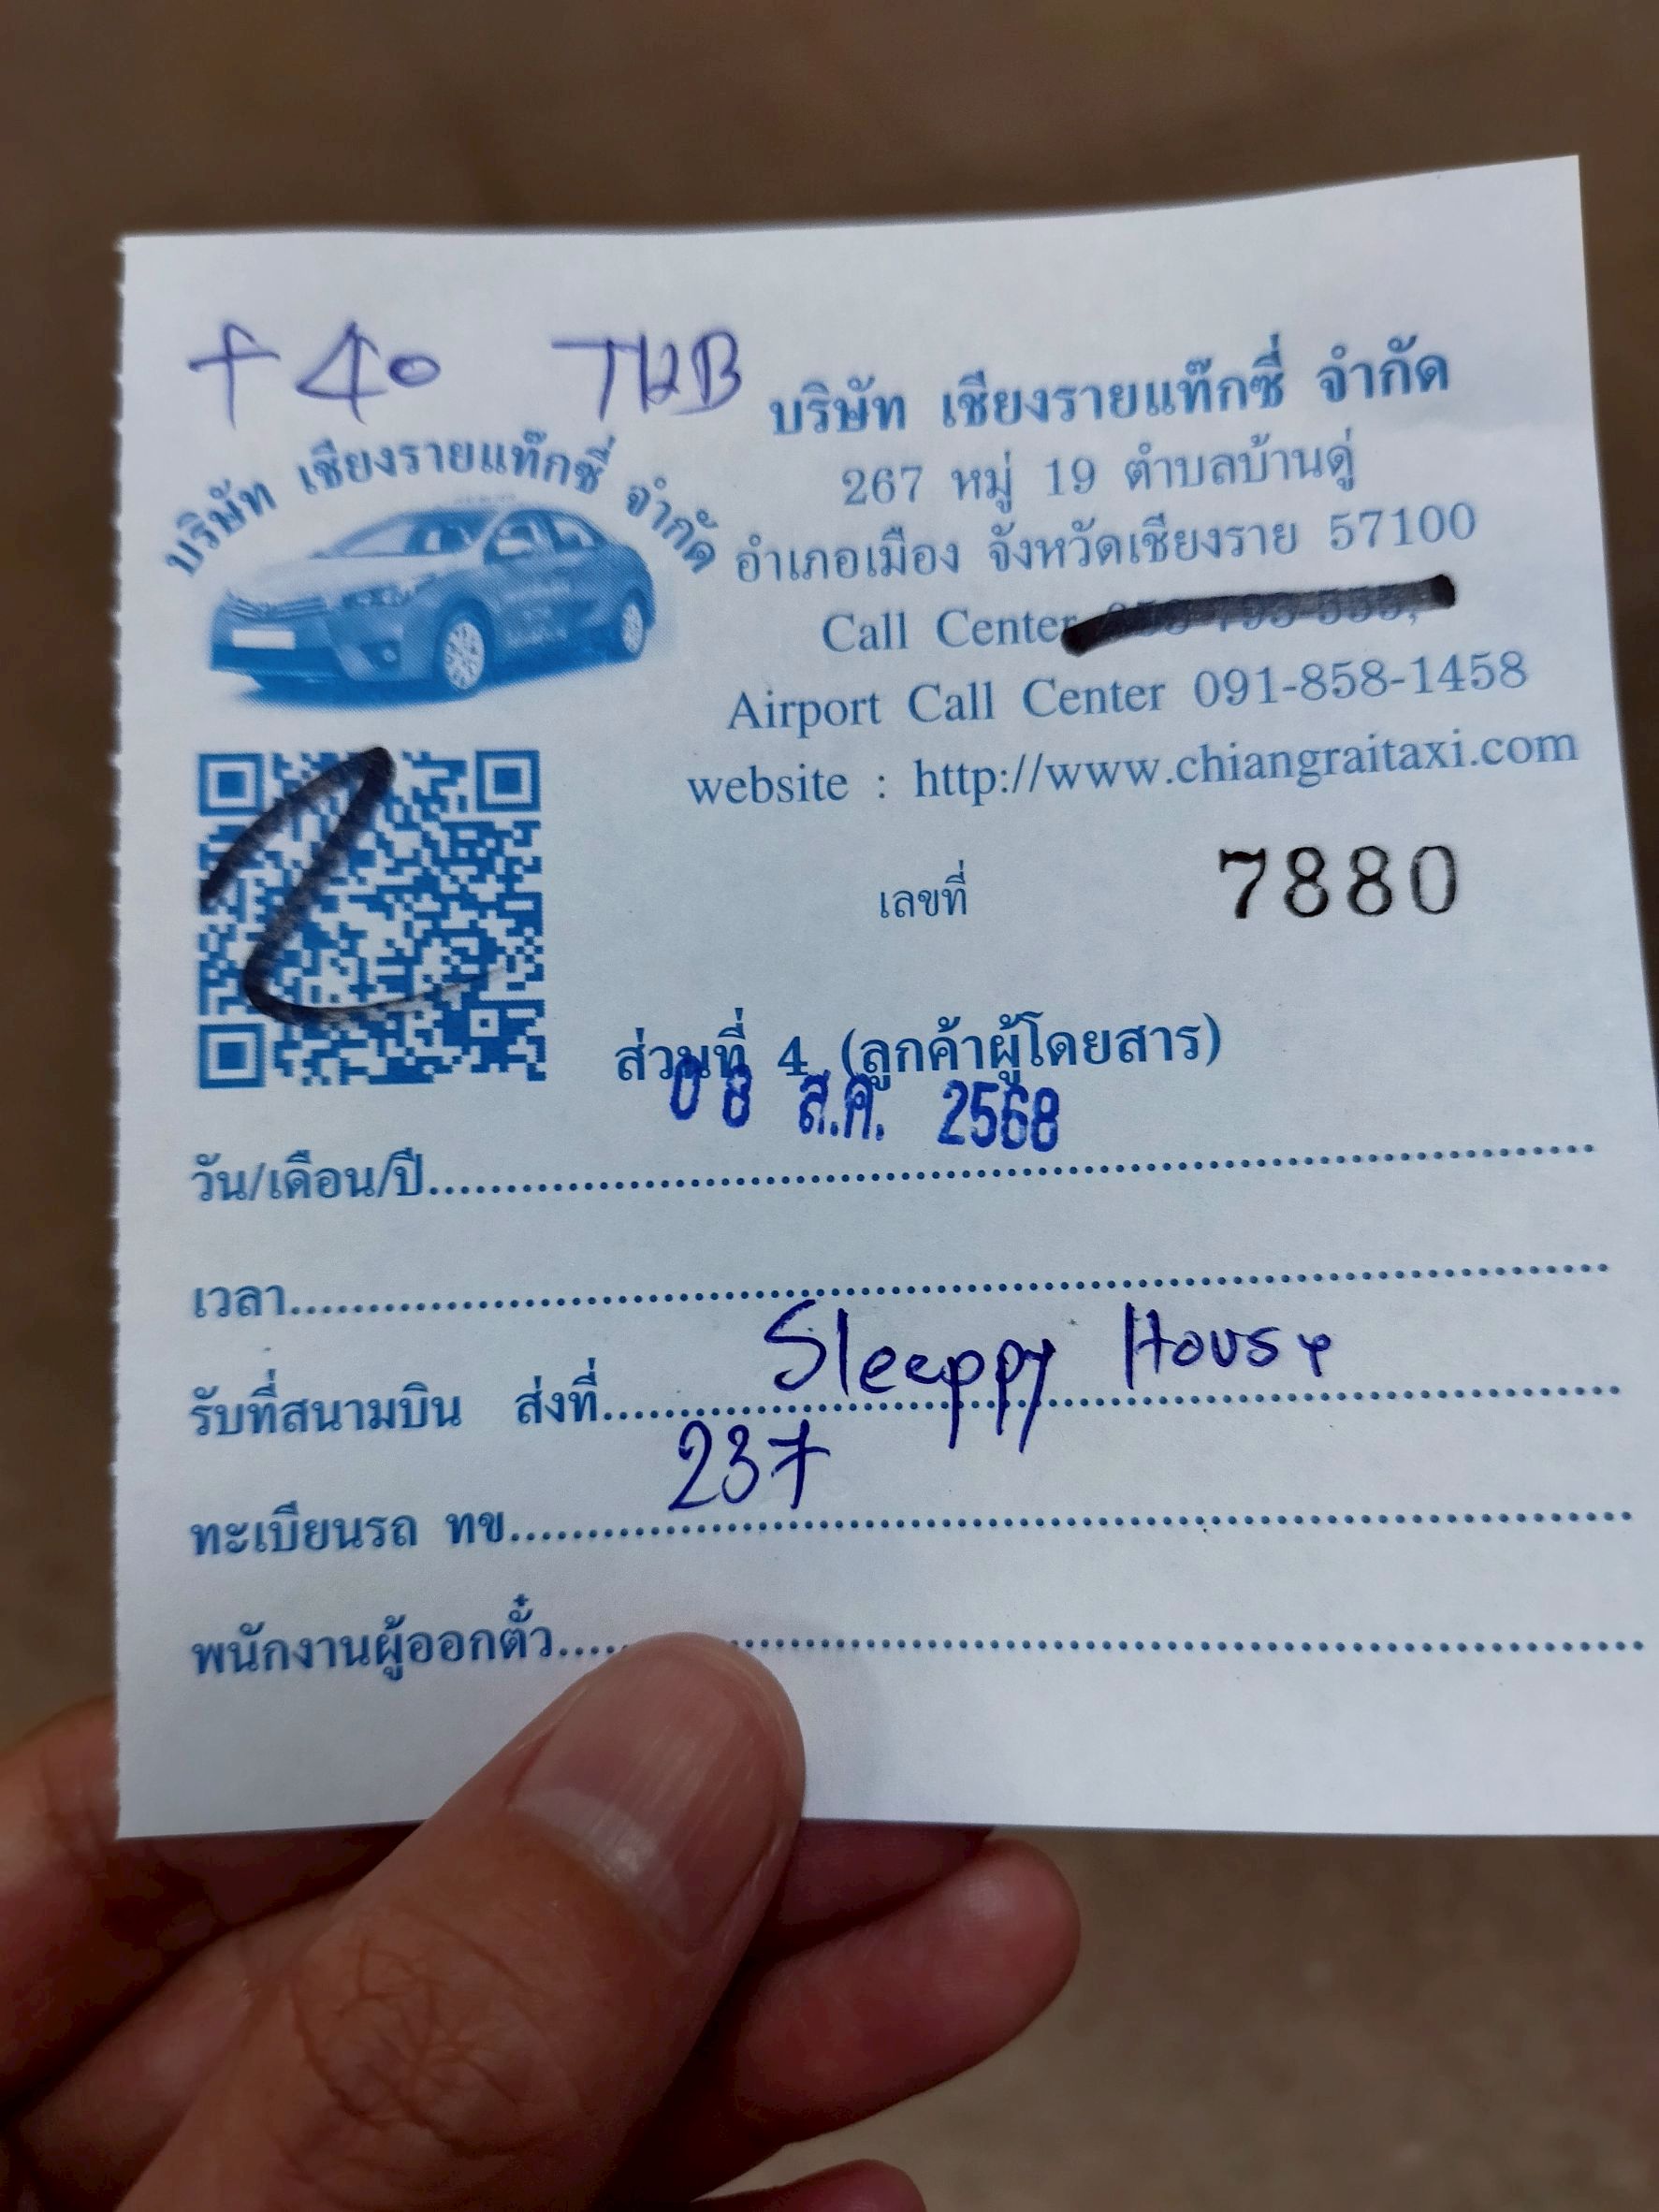 + 40 THB
บริษัท เชียงรายแท๊กซี่ จำกัด
บริษัท เชียงรายแท๊กซี่ จำกัด
267 หมู่ 19 ตำบลบ้านดู่
อำเภอเมือง จังหวัดเชียงราย 57100
Call Center
Airport Call Center 091-858-1458
website : http://www.chiangraitaxi.com
เลขที่ 7880
ส่วนที่ 4 (ลูกค้าผู้โดยสาร)
08 ส.ค. 2568
วัน/เดือน/ปี
เวลา
รับที่สนามบิน ส่งที่ Sleeppy House
ทะเบียนรถ ทข 237
พนักงานผู้ออกตั๋ว